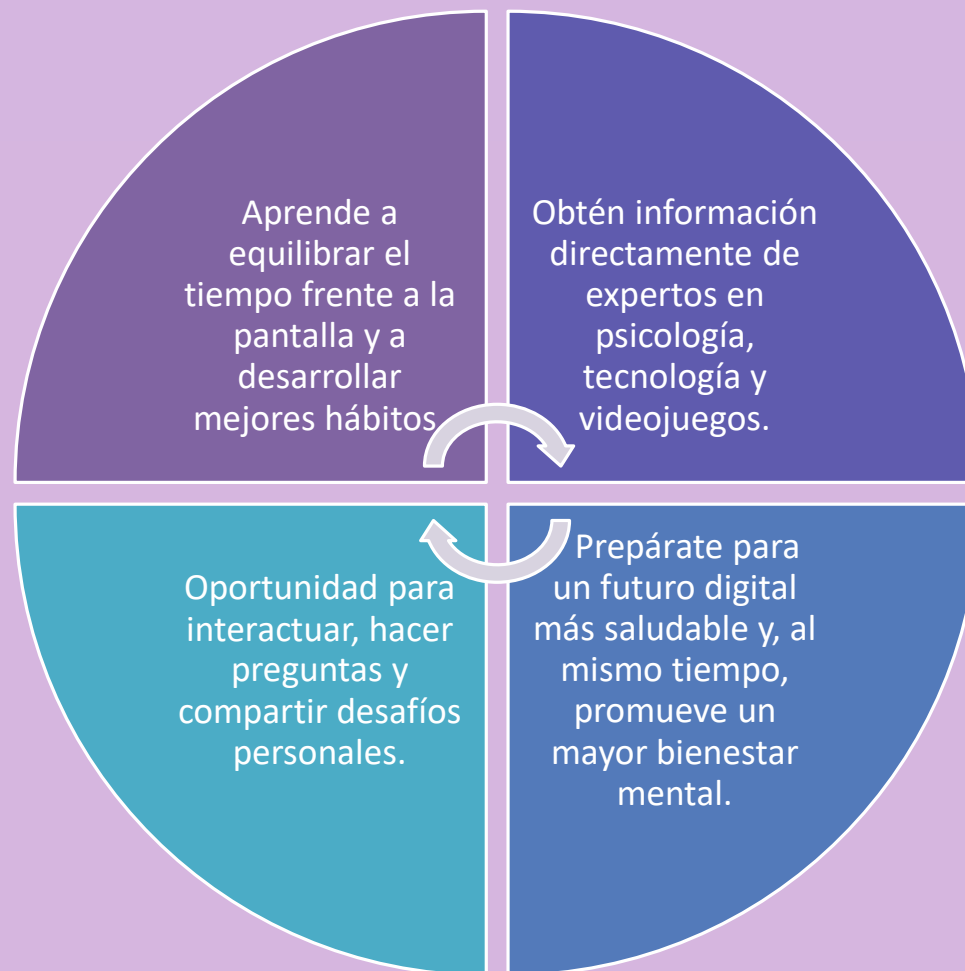 Aprende a
equilibrar el
tiempo frente a la
pantalla y a
desarrollar
mejores hábitos
Obtén información
directamente de
expertos en
psicología,
tecnología y
videojuegos.
Prepárate para
un futuro digital
más saludable y, al
mismo tiempo,
promueve un
mayor bienestar
mental.
Oportunidad para
interactuar, hacer
preguntas y
compartir desafíos
personales.